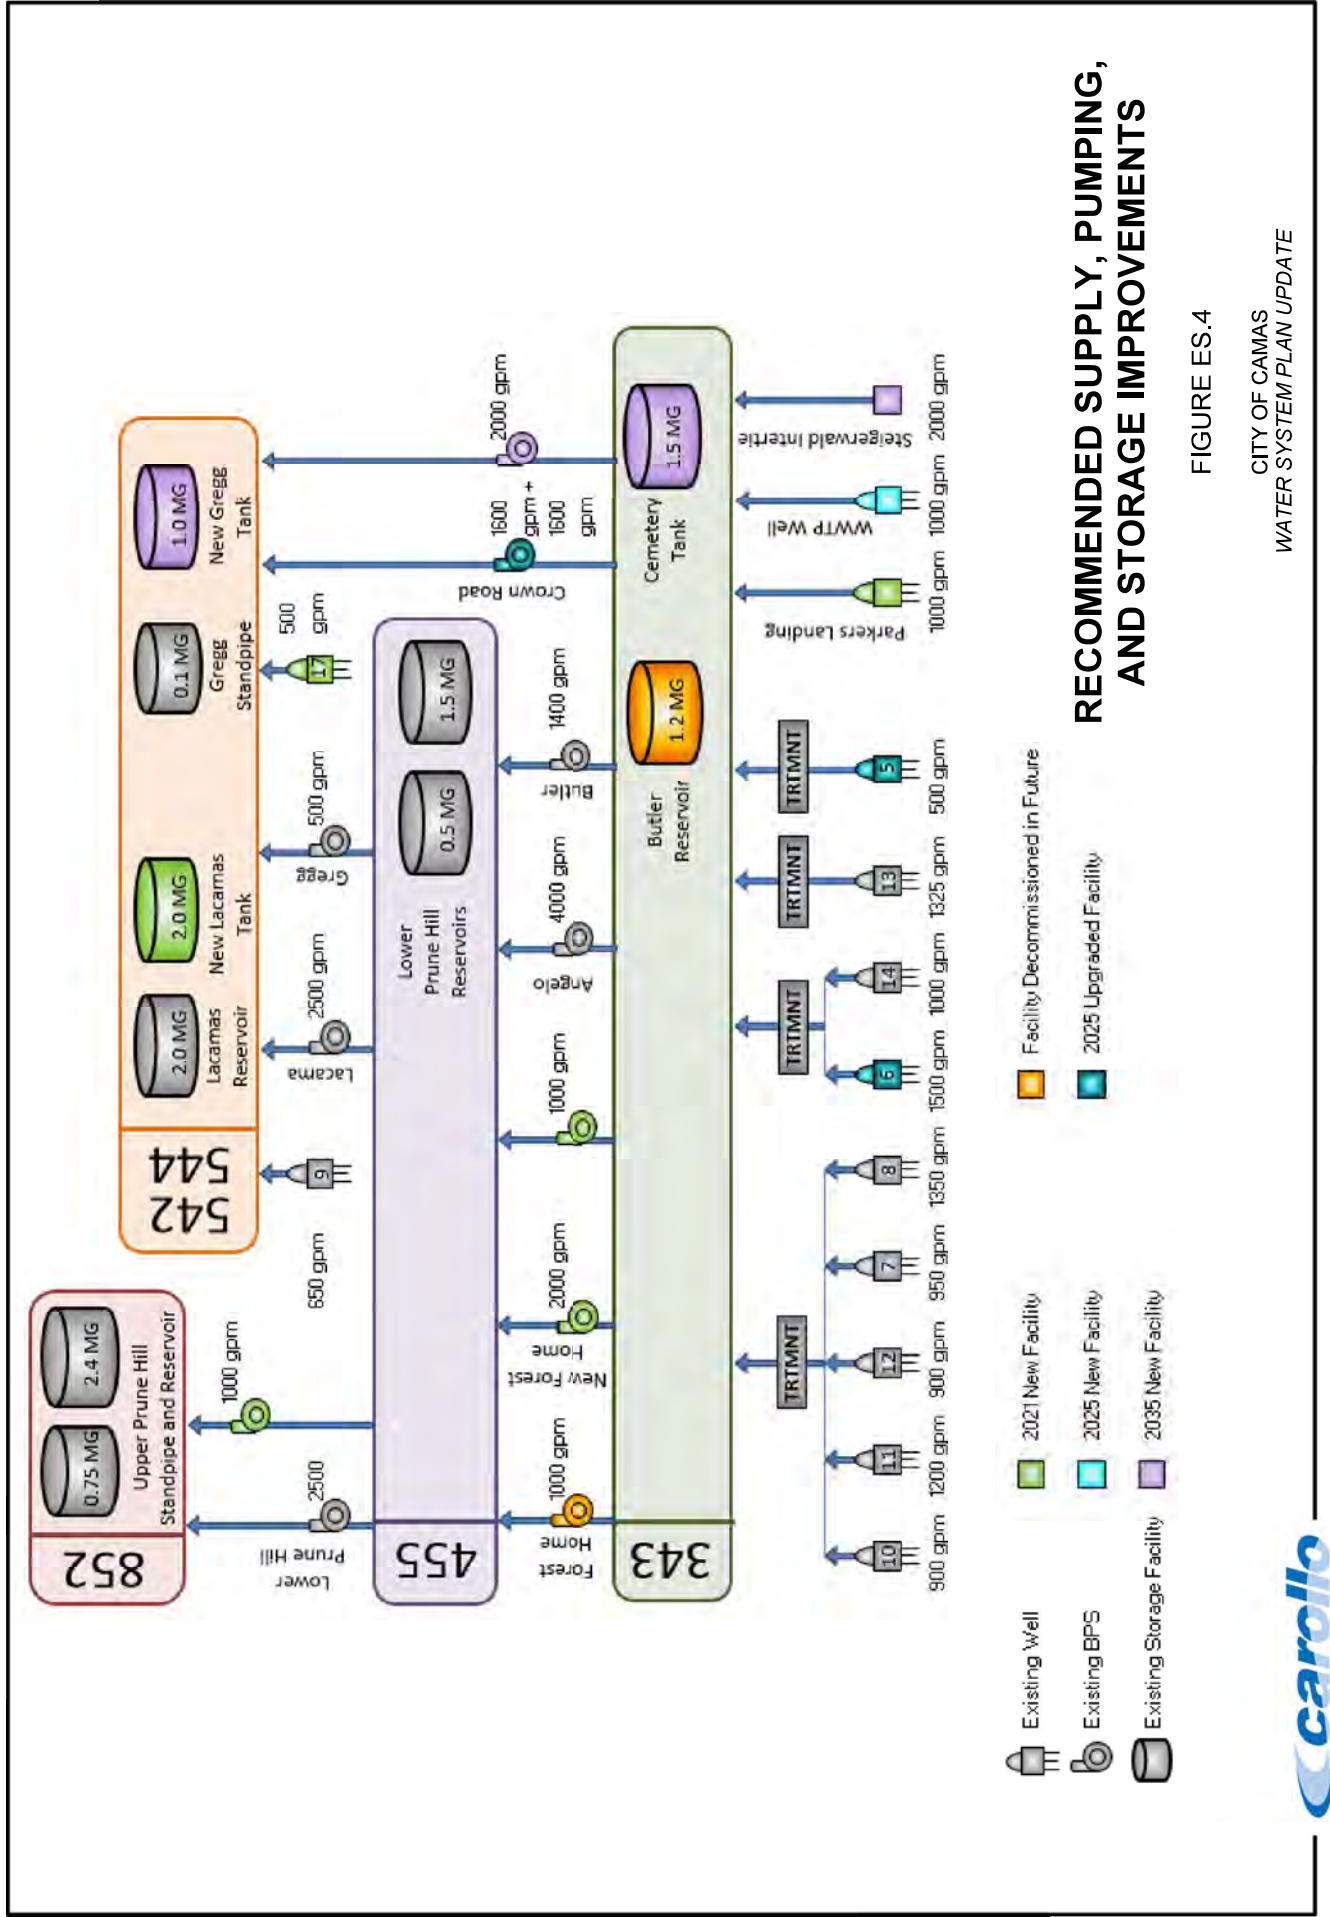 852
0.75 MG
2.4 MG
Upper Prune Hill
Standpipe and Reservoir
542
544
2.0 MG
Lacamas
Reservoir
2.0 MG
New Lacamas
Tank
0.1 MG
Gregg
Standpipe
1.0 MG
New Gregg
Tank
Lower
Prune Hill
2500
1000 gpm
650 gpm
9
Lacama
2500 gpm
Gregg
500 gpm
17
500
gpm
455
Lower
Prune Hill
Reservoirs
0.5 MG
1.5 MG
Crown Road
1600
gpm +
1600
gpm
2000 gpm
Forest
Home
1000 gpm
New Forest
Home
2000 gpm
1000 gpm
Angelo
4000 gpm
Butler
1400 gpm
343
Butler
Reservoir
1.2 MG
Cemetery
Tank
1.5 MG
TRTMNT
TRTMNT
TRTMNT
TRTMNT
Parkers Landing
WWTP Well
Steigerwald Intertie
10
11
12
7
8
6
14
13
5
900 gpm
1200 gpm
900 gpm
950 gpm
1350 gpm
1500 gpm
1000 gpm
1325 gpm
500 gpm
1000 gpm
1000 gpm
2000 gpm
Existing Well
Existing BPS
Existing Storage Facility
2021 New Facility
2025 New Facility
2035 New Facility
Facility Decommissioned in Future
2025 Upgraded Facility
RECOMMENDED SUPPLY, PUMPING,
AND STORAGE IMPROVEMENTS
FIGURE ES.4
CITY OF CAMAS
WATER SYSTEM PLAN UPDATE
carollo